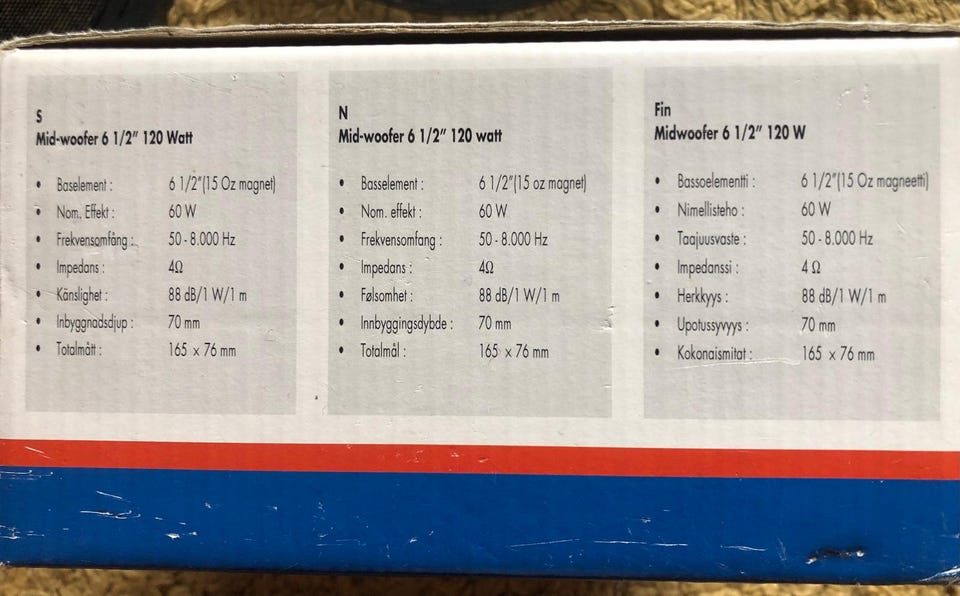 S
Mid-woofer 6 1/2" 120 Watt
• Baselement : 6 1/2"(15 Oz magnet)
• Nom. Effekt : 60 W
• Frekvensomfång : 50 - 8.000 Hz
• Impedans : 4Ω
• Känslighet : 88 dB/1 W/1 m
• Inbyggnadsdjup : 70 mm
• Totalmått : 165 x 76 mm
N
Mid-woofer 6 1/2" 120 watt
• Basselement : 6 1/2"(15 oz magnet)
• Nom. effekt : 60 W
• Frekvensomfang : 50 - 8.000 Hz
• Impedans : 4Ω
• Følsomhet : 88 dB/1 W/1 m
• Innbyggingsdybde : 70 mm
• Totalmål : 165 x 76 mm
Fin
Midwoofer 6 1/2" 120 W
• Bassoelementti : 6 1/2"(15 Oz magneetti)
• Nimellisteho : 60 W
• Taajuusvaste : 50 - 8.000 Hz
• Impedanssi : 4 Ω
• Herkkyys : 88 dB/1 W/1 m
• Upotussyvyys : 70 mm
• Kokonaismitat : 165 x 76 mm